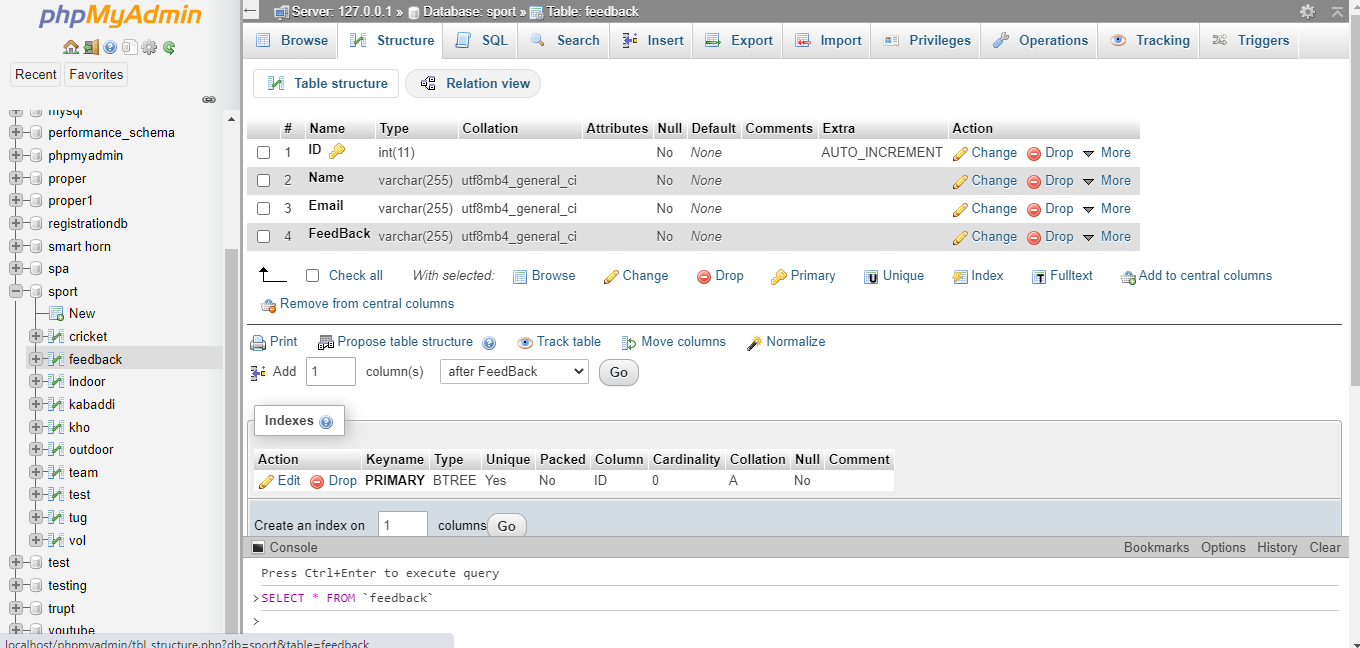 phpMyAdmin
Recent Favorites
mysql
performance_schema
phpmyadmin
proper
proper1
registrationdb
smart horn
spa
sport
New
cricket
feedback
indoor
kabaddi
kho
outdoor
team
test
tug
vol
test
testing
trupt
youtube
localhost/phpmyadmin/tbl_structure.php?db=sport&table=feedback
Server: 127.0.0.1 » Database: sport » Table: feedback
Browse Structure SQL Search Insert Export Import Privileges Operations Tracking Triggers
Table structure Relation view
# Name Type Collation Attributes Null Default Comments Extra Action
1 ID int(11) No None AUTO_INCREMENT Change Drop More
2 Name varchar(255) utf8mb4_general_ci No None Change Drop More
3 Email varchar(255) utf8mb4_general_ci No None Change Drop More
4 FeedBack varchar(255) utf8mb4_general_ci No None Change Drop More
Check all With selected: Browse Change Drop Primary Unique Index Fulltext Add to central columns
Remove from central columns
Print Propose table structure Track table Move columns Normalize
Add 1 column(s) after FeedBack Go
Indexes
Action Keyname Type Unique Packed Column Cardinality Collation Null Comment
Edit Drop PRIMARY BTREE Yes No ID 0 A No
Create an index on 1 columns Go
Console Bookmarks Options History Clear
Press Ctrl+Enter to execute query
>SELECT * FROM `feedback`
>